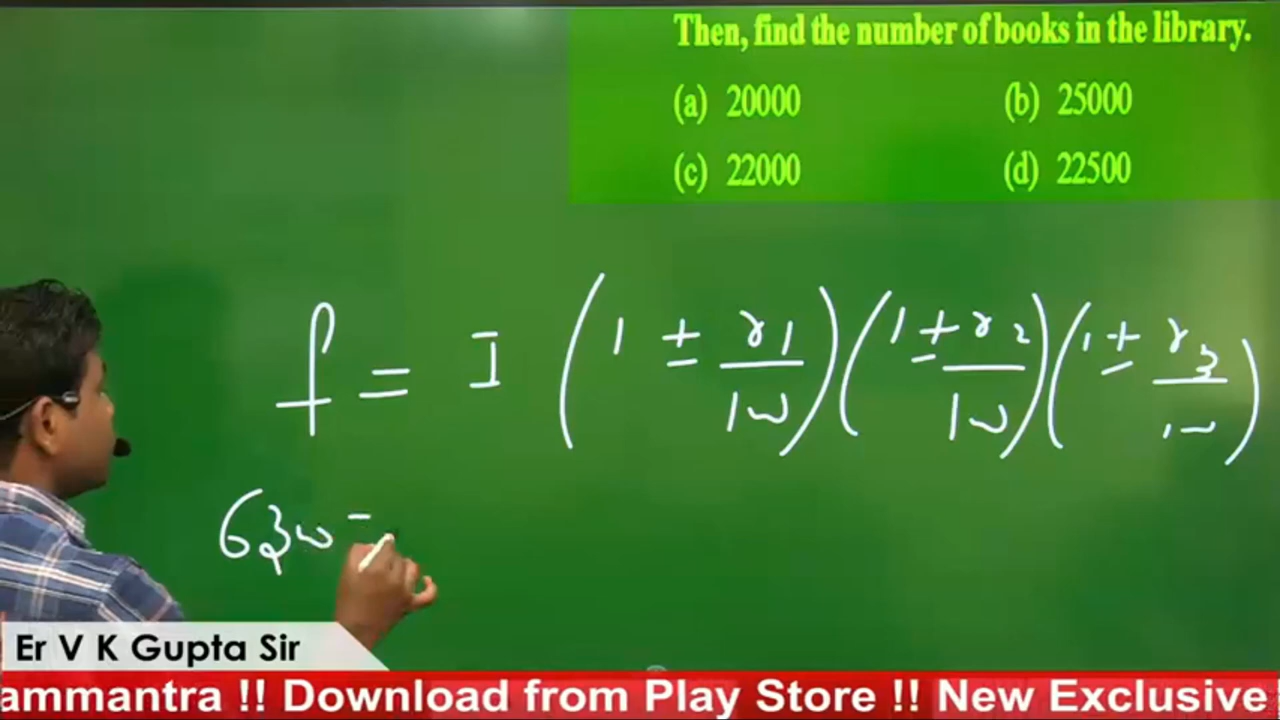 Then, find the number of books in the library.
(a) 20000 (b) 25000
(c) 22000 (d) 22500
f = I (1 ± r1/100)(1 ± r2/100)(1 ± r3/100)
6300 =
Er V K Gupta Sir
ammantra !! Download from Play Store !! New Exclusive